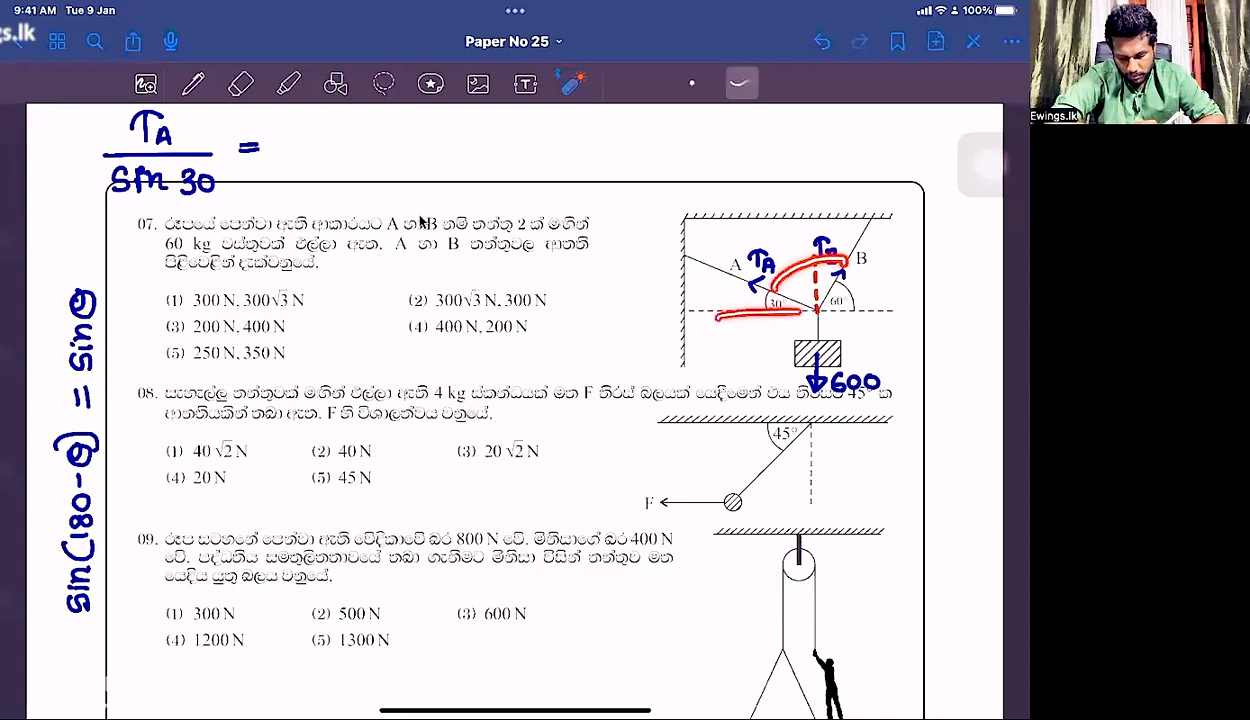 9:41 AM Tue 9 Jan
100%
gs.lk
Paper No 25
Ewings.lk
T_A / sin 30 =
sin(180-θ) = sinθ
07. රූපයේ පෙන්වා ඇති ආකාරයට A හා B නම් තන්තු 2 ක් මගින්
60 kg වස්තුවක් එල්ලා ඇත. A හා B තන්තුවල ආතති
පිළිවෙළින් දැක්වනුයේ,
(1) 300 N, 300√3 N (2) 300√3 N, 300 N
(3) 200 N, 400 N (4) 400 N, 200 N
(5) 250 N, 350 N
A T_A B
30 60°
600
08. සැහැල්ලු තන්තුවක් මගින් එල්ලා ඇති 4 kg ස්කන්ධයක් මත F තිරස් බලයක් යෙදීමෙන් එය තිරසට 45° ක
ආනතියකින් තබා ඇත. F හි විශාලත්වය වනුයේ,
(1) 40√2 N (2) 40 N (3) 20√2 N
(4) 20 N (5) 45 N
45°
F
09. රූප සටහනේ පෙන්වා ඇති වේදිකාවේ බර 800 N වේ. මිනිසාගේ බර 400 N
වේ. පද්ධතිය සමතුලිතතාවයේ තබා ගැනීමට මිනිසා විසින් තන්තුව මත
යෙදිය යුතු බලය වනුයේ,
(1) 300 N (2) 500 N (3) 600 N
(4) 1200 N (5) 1300 N